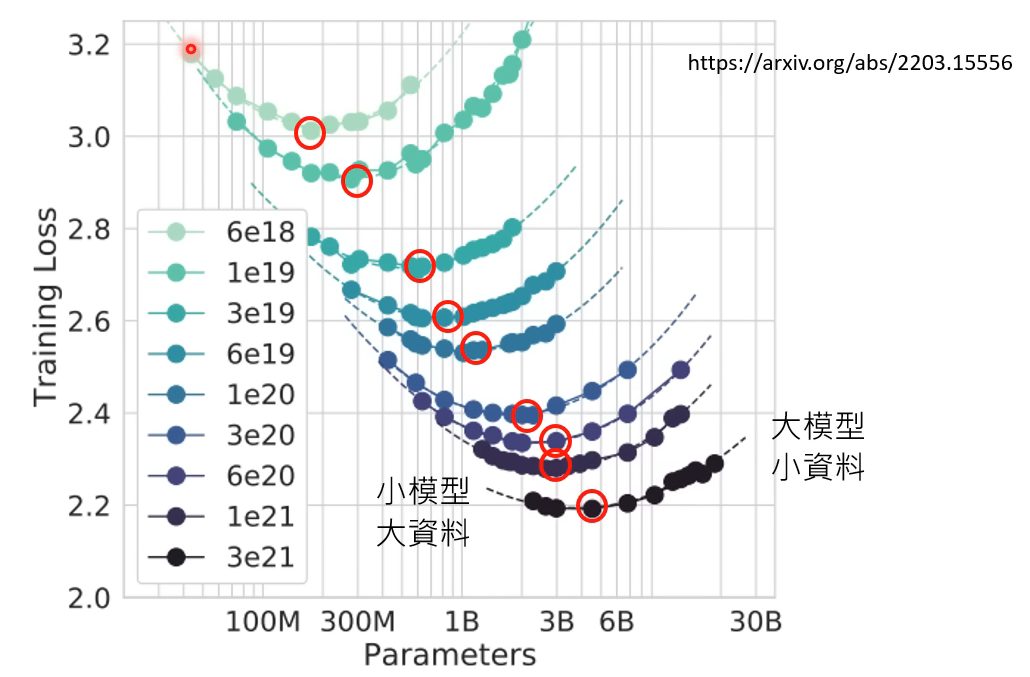 https://arxiv.org/abs/2203.15556
3.2
3.0
2.8
2.6
2.4
2.2
2.0
Training Loss
6e18
1e19
3e19
6e19
1e20
3e20
6e20
1e21
3e21
小模型
大資料
大模型
小資料
100M
300M
1B
3B
6B
30B
Parameters